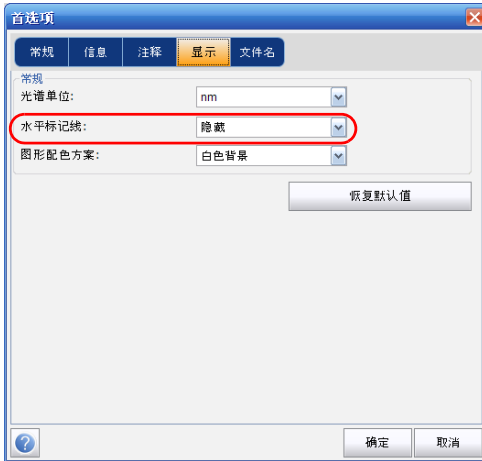 首选项
常规 信息 注释 显示 文件名
常规
光谱单位: nm
水平标记线: 隐藏
图形配色方案: 白色背景
恢复默认值
? 确定 取消